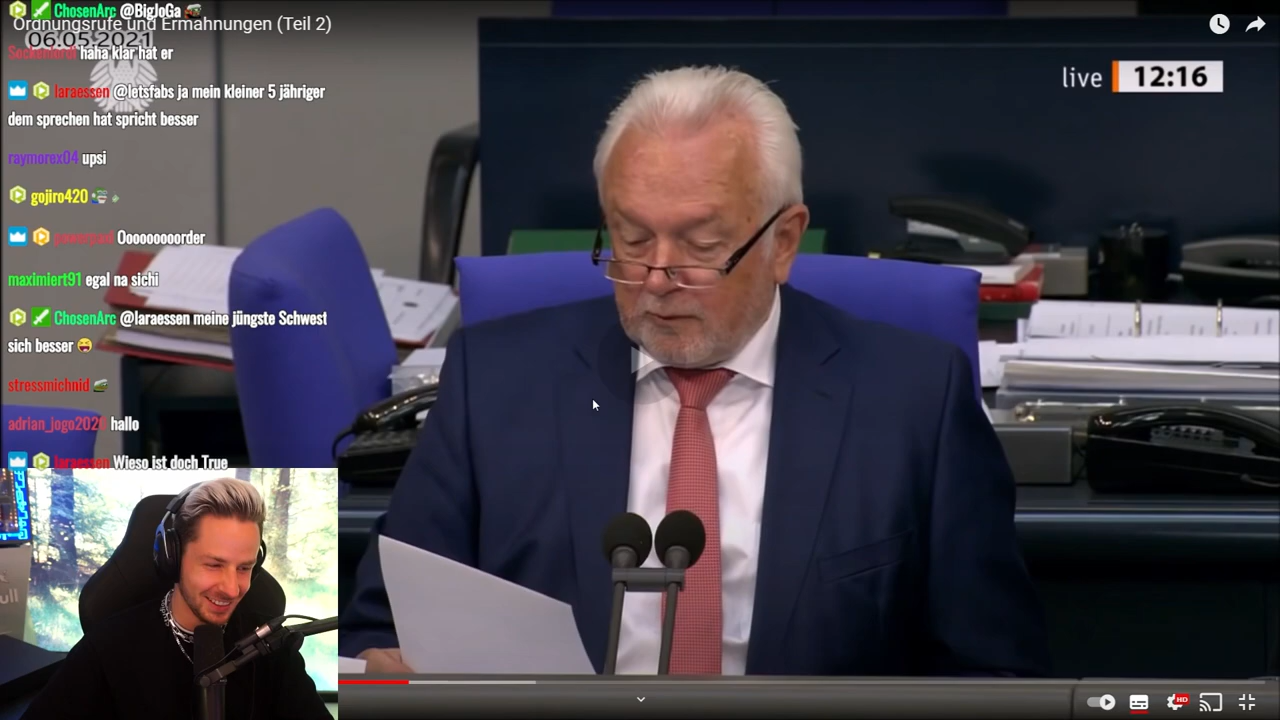 ChosenArc @BigJoGa
Ordnungsrufe und Ermahnungen (Teil 2)
06.05.2021
haha klar hat er
live 12:16
laraessen @letsfabs ja mein kleiner 5 jähriger
dem sprechen hat spricht besser
raymorex04 upsi
gojiro420
Oooooooorder
maximiert91 egal na sichi
ChosenArc @laraessen meine jüngste Schwest
sich besser
stressmichnid
hallo
laraessen Wieso ist doch True
HD